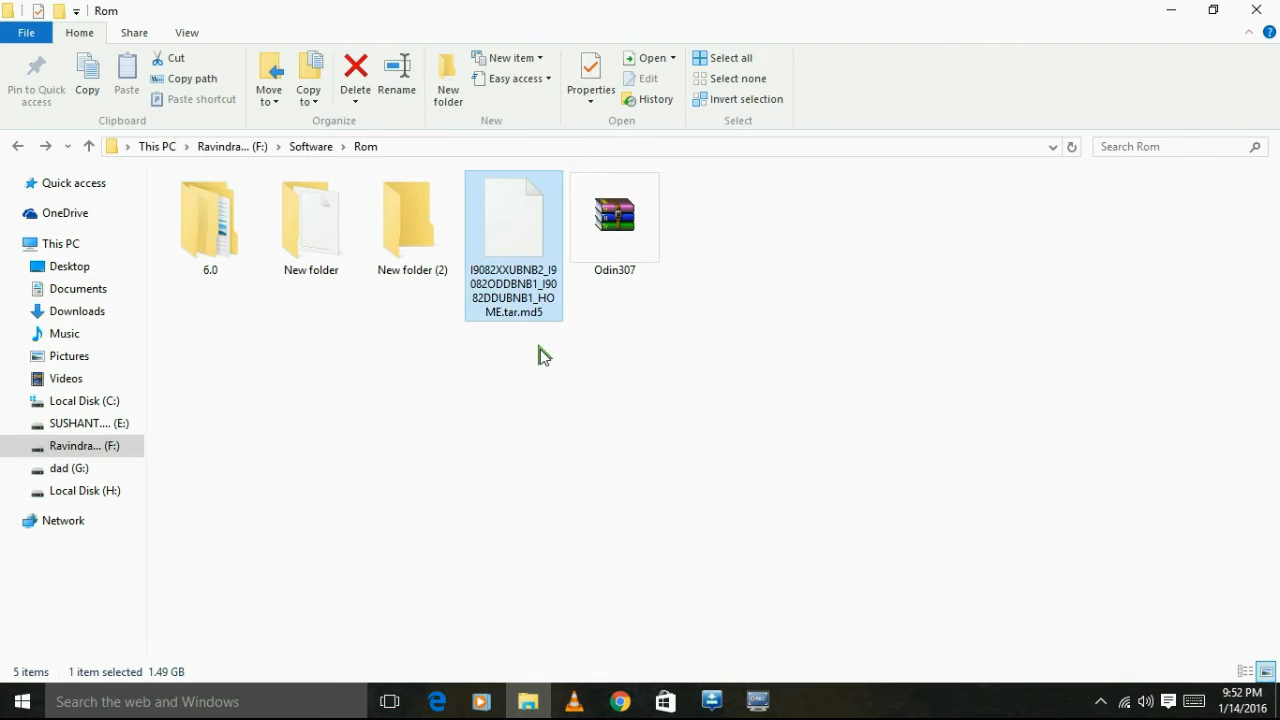 Rom
File Home Share View
Pin to Quick access
Copy
Paste
Cut
Copy path
Paste shortcut
Clipboard
Move to
Copy to
Delete
Rename
Organize
New folder
New item
Easy access
New
Properties
Open
Edit
History
Open
Select all
Select none
Invert selection
Select
This PC Ravindra... (F:) Software Rom
Search Rom
Quick access
OneDrive
This PC
Desktop
Documents
Downloads
Music
Pictures
Videos
Local Disk (C:)
SUSHANT.... (E:)
Ravindra... (F:)
dad (G:)
Local Disk (H:)
Network
6.0
New folder
New folder (2)
I9082XXUBNB2_I9
082ODDBNB1_I90
82DDUBNB1_HO
ME.tar.md5
Odin307
5 items 1 item selected 1.49 GB
Search the web and Windows
9:52 PM
1/14/2016